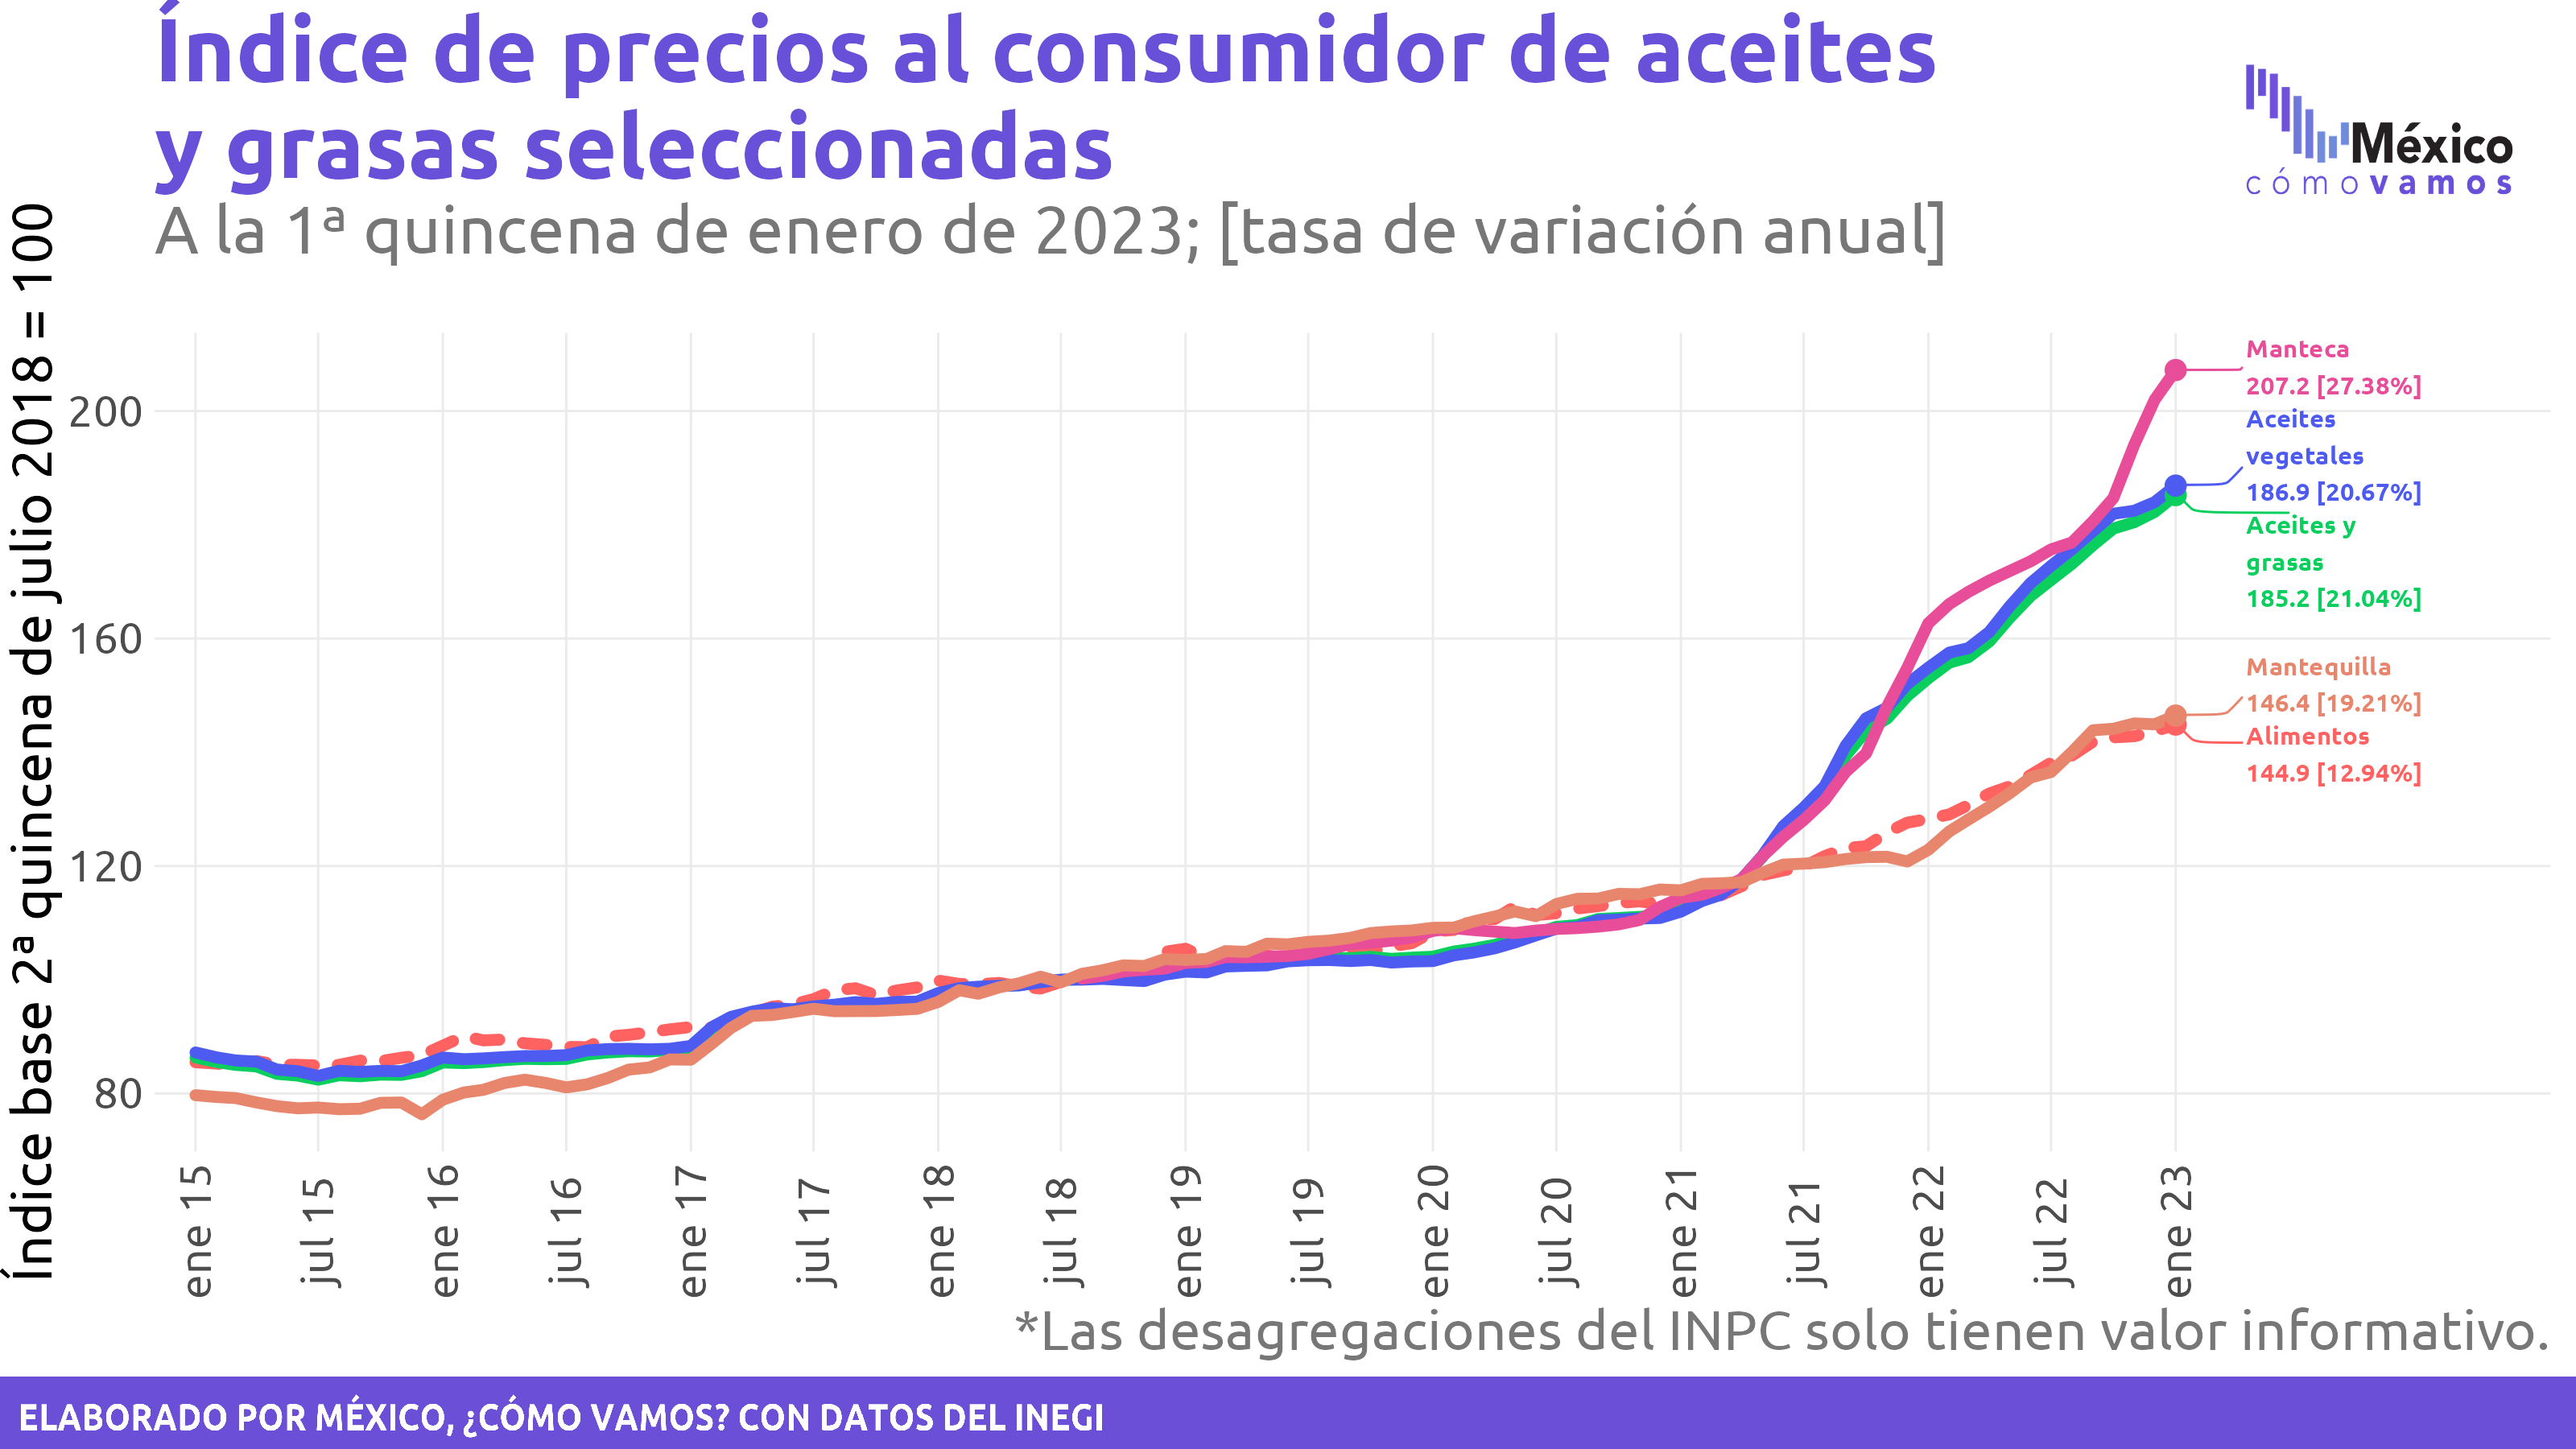 Índice de precios al consumidor de aceites
y grasas seleccionadas
A la 1ª quincena de enero de 2023; [tasa de variación anual]
México
cómo vamos
Índice base 2ª quincena de julio 2018 = 100
200
160
120
80
Manteca
207.2 [27.38%]
Aceites
vegetales
186.9 [20.67%]
Aceites y
grasas
185.2 [21.04%]
Mantequilla
146.4 [19.21%]
Alimentos
144.9 [12.94%]
ene 15
jul 15
ene 16
jul 16
ene 17
jul 17
ene 18
jul 18
ene 19
jul 19
ene 20
jul 20
ene 21
jul 21
ene 22
jul 22
ene 23
*Las desagregaciones del INPC solo tienen valor informativo.
ELABORADO POR MÉXICO, ¿CÓMO VAMOS? CON DATOS DEL INEGI